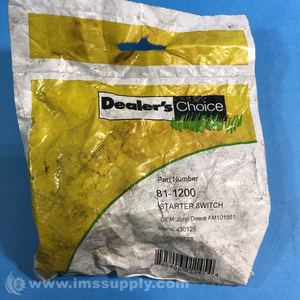 Dealer's Choice
Part Number
81-1200
STARTER SWITCH
OEM John Deere AM101561
Stens 430128
© www.imssupply.com